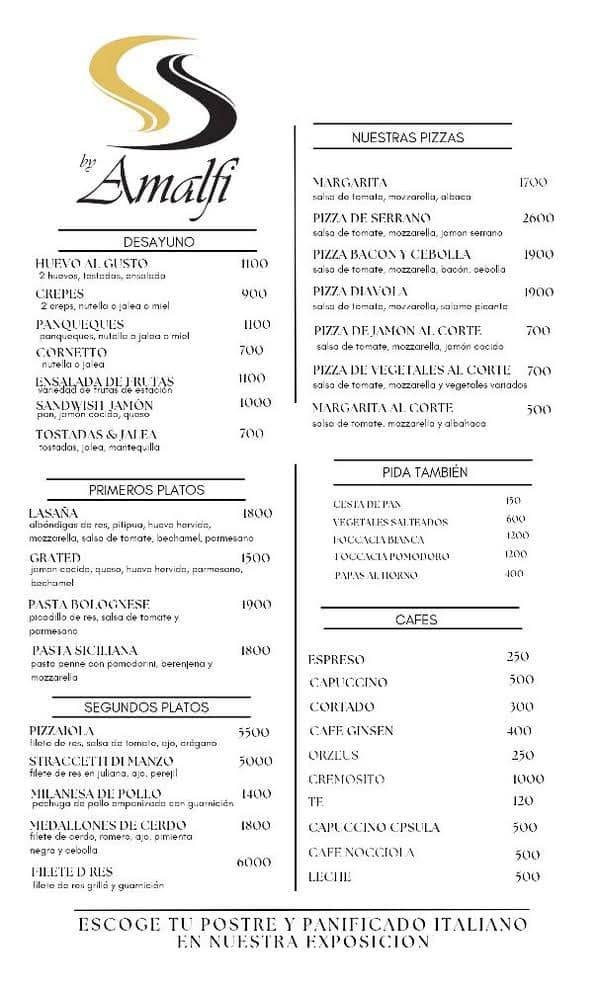 by
Amalfi
DESAYUNO
HUEVO AL GUSTO 1100
2 huevos, tostadas, ensalada
CREPES 900
2 creps, nutella o jalea o miel
PANQUEQUES 1100
panqueques, nutella o jalea o miel
CORNETTO 700
nutella o jalea
ENSALADA DE FRUTAS 1100
variedad de frutas de estación
SANDWISH JAMÓN 1000
pan, jamón cocido, queso
TOSTADAS & JALEA 700
tostadas, jalea, mantequilla
PRIMEROS PLATOS
LASAÑA 1800
albóndigas de res, pitipua, huevo hervido,
mozzarella, salsa de tomate, bechamel, parmesano
GRATED 1500
jamon cocido, queso, huevo hervido, parmesano,
bechamel
PASTA BOLOGNESE 1900
picadillo de res, salsa de tomate y
parmesano
PASTA SICILIANA 1800
pasta penne con pomodorini, berenjena y
mozzarella
SEGUNDOS PLATOS
PIZZAIOLA 5500
filete de res, salsa de tomate, ajo, orégano
STRACCETTI DI MANZO 5000
filete de res en juliana, ajo, perejil
MILANESA DE POLLO 1400
pechuga de pollo empanizada con guarnición
MEDALLONES DE CERDO 1800
filete de cerdo, romero, ajo, pimienta
negra y cebolla
FILETE D RES 6000
filete de res grillé y guarnición
NUESTRAS PIZZAS
MARGARITA 1700
salsa de tomate, mozzarella, albaca
PIZZA DE SERRANO 2600
salsa de tomate, mozzarella, jamon serrano
PIZZA BACON Y CEBOLLA 1900
salsa de tomate, mozzarella, bacón, cebolla
PIZZA DIAVOLA 1900
salsa de tomato, mozzarella, salame picante
PIZZA DE JAMON AL CORTE 700
salsa de tomate, mozzarella, jamón cocido
PIZZA DE VEGETALES AL CORTE 700
salsa de tomate, mozzarella y vegetales variados
MARGARITA AL CORTE 500
salsa de tomate, mozzarella y albahaca
PIDA TAMBIÉN
CESTA DE PAN 150
VEGETALES SALTEADOS 600
FOCCACIA BIANCA 1200
FOCCACIA POMODORO 1200
PAPAS AL HORNO 400
CAFES
ESPRESO 250
CAPUCCINO 500
CORTADO 300
CAFE GINSEN 400
ORZEUS 250
CREMOSITO 1000
TE 120
CAPUCCINO CPSULA 500
CAFE NOCCIOLA 500
LECHE 500
ESCOGE TU POSTRE Y PANIFICADO ITALIANO
EN NUESTRA EXPOSICION